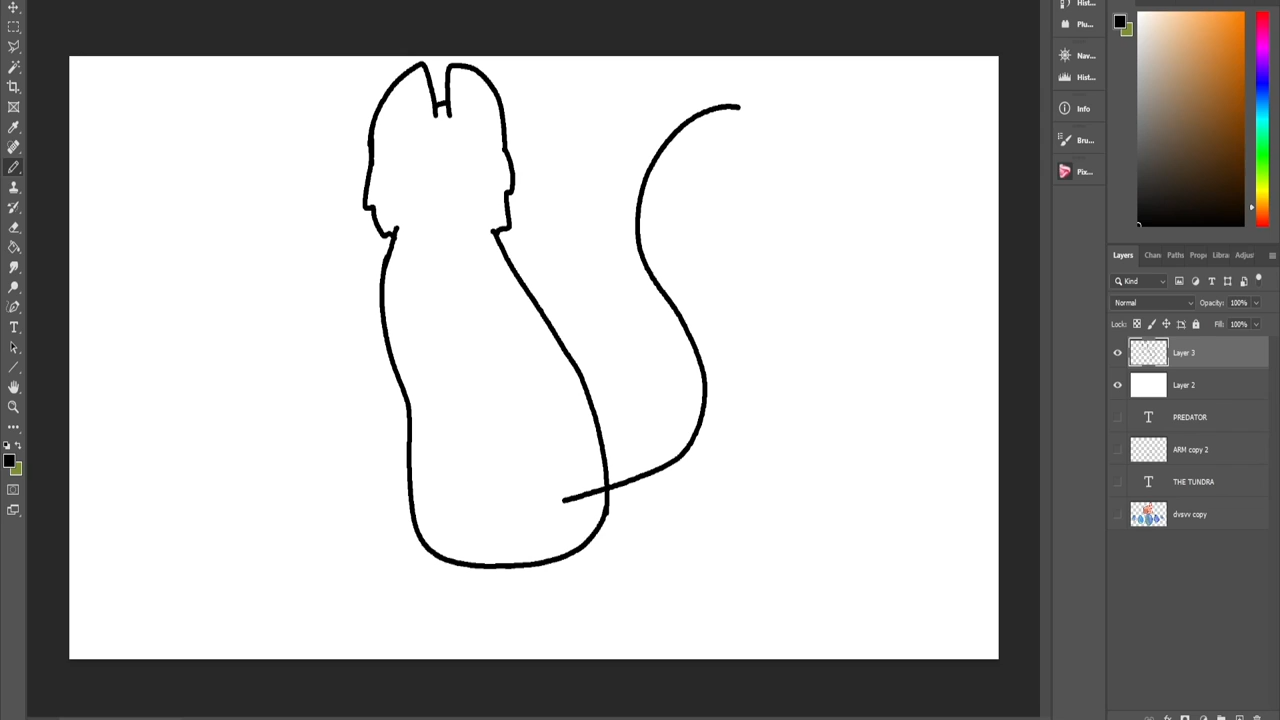 Hist...
Plu...
Nav...
Hist...
Info
Bru...
Pix...
Layers Chan Paths Prope Libra Adjus
Kind
Normal Opacity: 100%
Lock: Fill: 100%
Layer 3
Layer 2
T PREDATOR
ARM copy 2
T THE TUNDRA
dvsvv copy